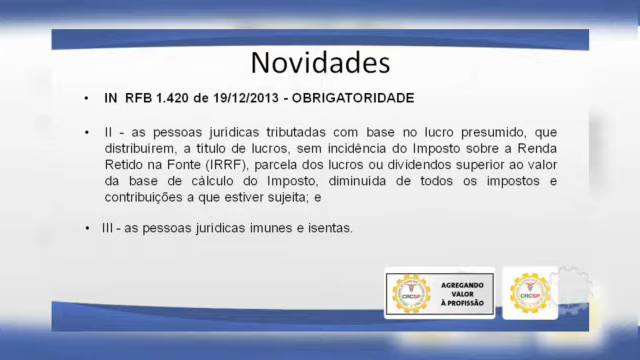 Novidades
• IN RFB 1.420 de 19/12/2013 - OBRIGATORIDADE
• II - as pessoas jurídicas tributadas com base no lucro presumido, que
distribuírem, a título de lucros, sem incidência do Imposto sobre a Renda
Retido na Fonte (IRRF), parcela dos lucros ou dividendos superior ao valor
da base de cálculo do Imposto, diminuída de todos os impostos e
contribuições a que estiver sujeita; e
• III - as pessoas jurídicas imunes e isentas.
CRCSP
AGREGANDO
VALOR
À PROFISSÃO
CRCSP